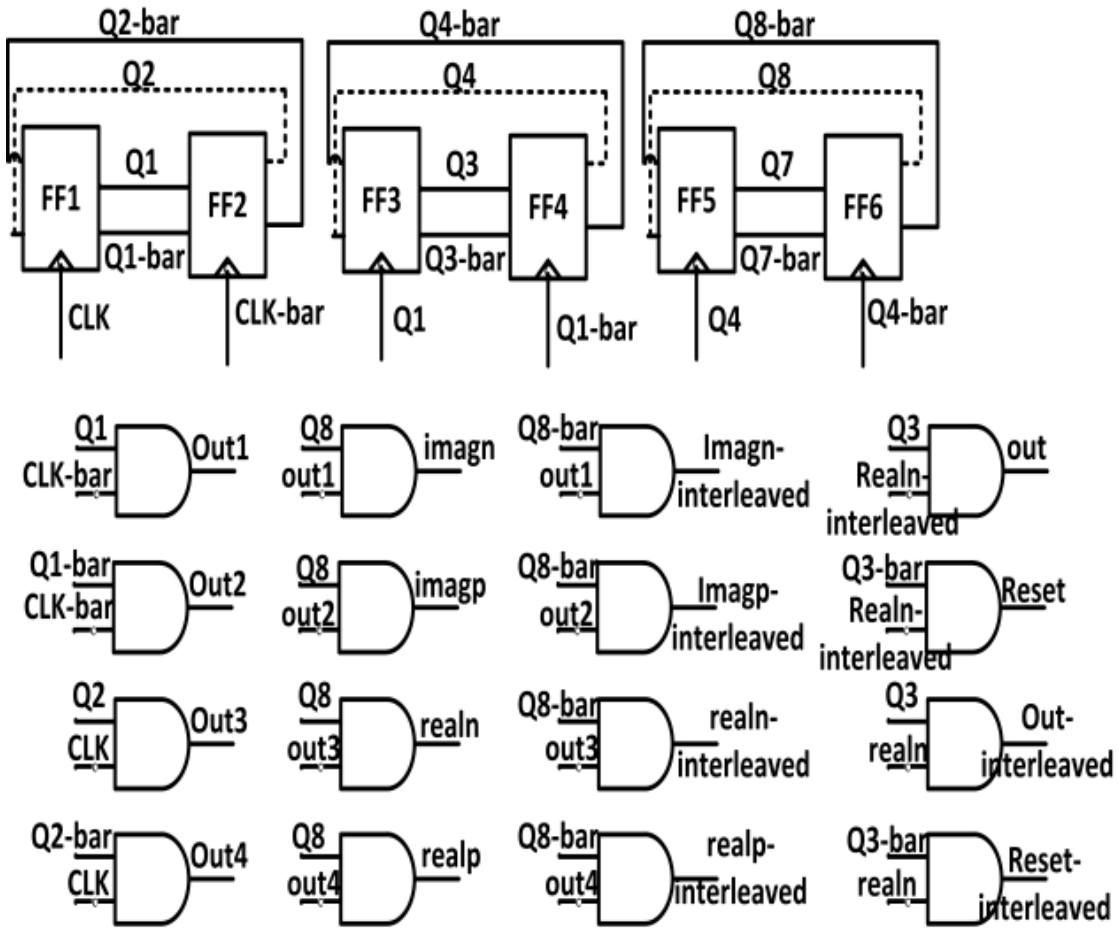 Q2-bar
Q4-bar
Q8-bar
Q2
Q4
Q8
FF1
Q1
Q1-bar
FF2
FF3
Q3
Q3-bar
FF4
FF5
Q7
Q7-bar
FF6
CLK
CLK-bar
Q1
Q1-bar
Q4
Q4-bar
Q1
CLK-bar
Out1
Q8
out1
imagn
Q8-bar
out1
Imagn-
interleaved
Q3
Realn-
interleaved
out
Q1-bar
CLK-bar
Out2
Q8
out2
imagp
Q8-bar
out2
Imagp-
interleaved
Q3-bar
Realn-
interleaved
Reset
Q2
CLK
Out3
Q8
out3
realn
Q8-bar
out3
realn-
interleaved
Q3
realn
Out-
interleaved
Q2-bar
CLK
Out4
Q8
out4
realp
Q8-bar
out4
realp-
interleaved
Q3-bar
realn
Reset-
interleaved